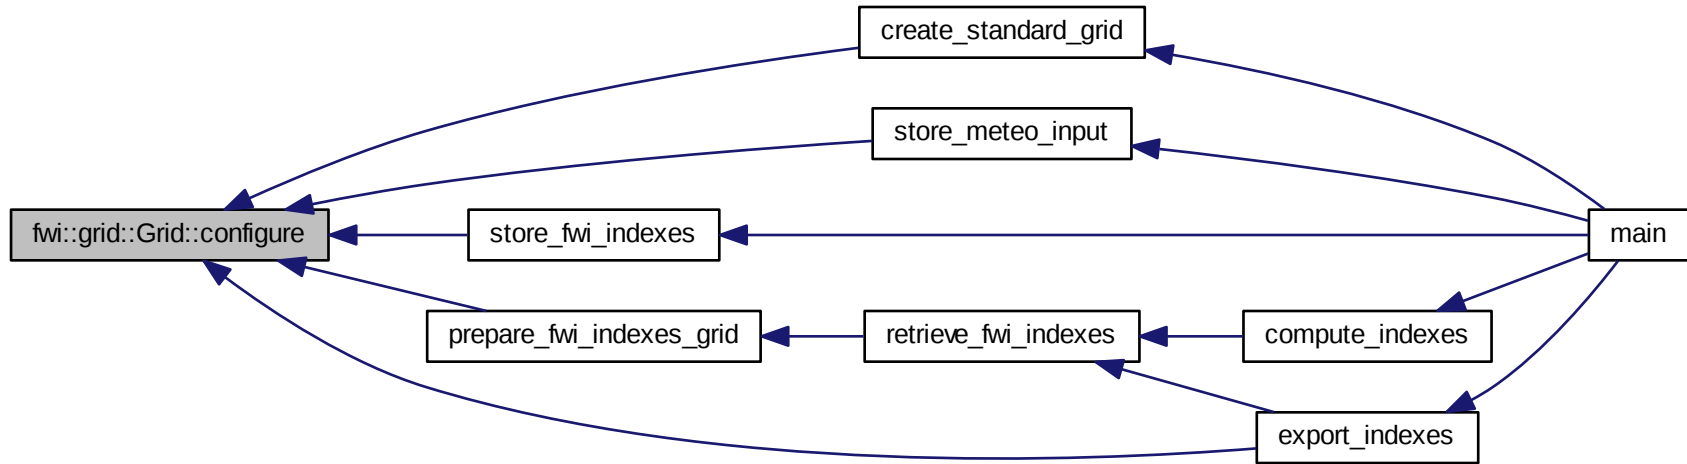 create_standard_grid
store_meteo_input
fwi::grid::Grid::configure
store_fwi_indexes
main
prepare_fwi_indexes_grid
retrieve_fwi_indexes
compute_indexes
export_indexes